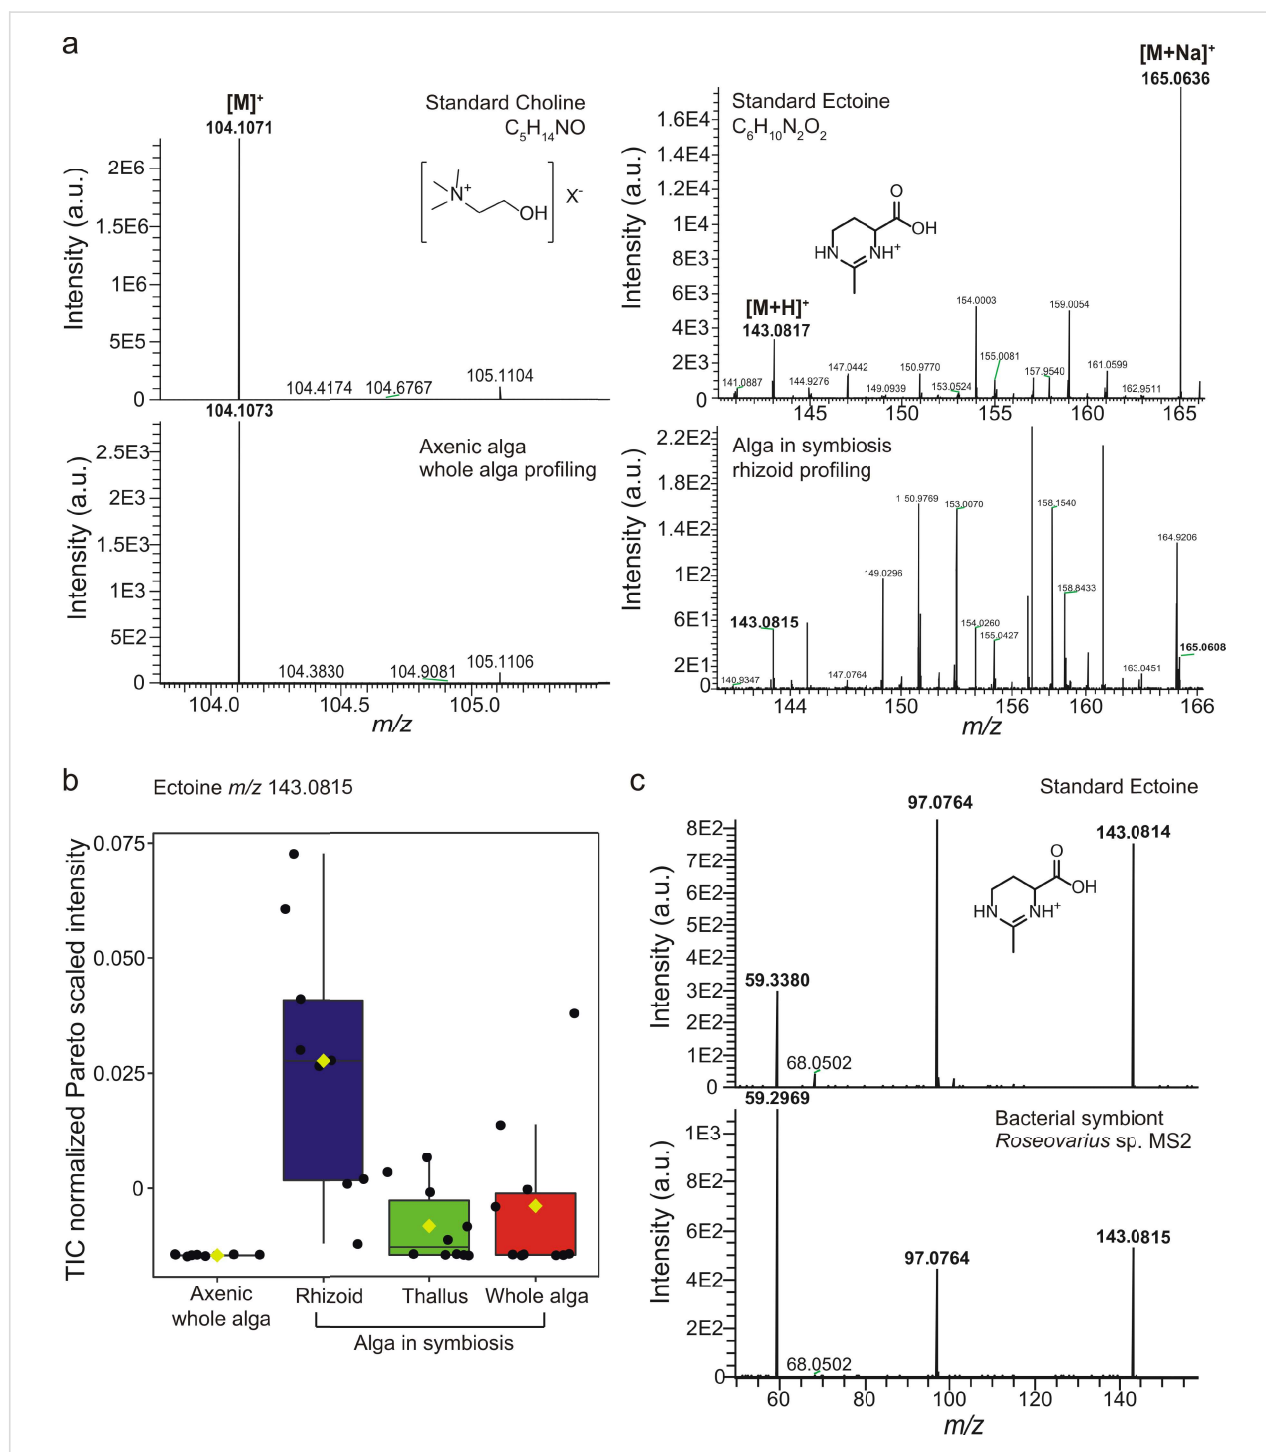 a
[M]⁺
104.1071
Standard Choline
C₅H₁₄NO
N⁺
OH
X⁻
Intensity (a.u.)
2E6
1.5E6
1E6
5E5
0
104.4174
104.6767
105.1104
104.1073
Axenic alga
whole alga profiling
Intensity (a.u.)
2.5E3
2E3
1.5E3
1E3
5E2
0
104.3830
104.9081
105.1106
104.0
104.5
105.0
m/z
[M+Na]⁺
165.0636
Standard Ectoine
C₆H₁₀N₂O₂
O
OH
HN
NH⁺
Intensity (a.u.)
1.6E4
1.4E4
1.2E4
1E4
8E3
6E3
4E3
2E3
0
[M+H]⁺
143.0817
141.0887
144.9276
147.0442
149.0939
150.9770
153.0524
154.0003
155.0081
157.9540
159.0054
161.0599
162.9511
145
150
155
160
165
Alga in symbiosis
rhizoid profiling
Intensity (a.u.)
2.2E2
1.8E2
1.4E2
1E2
6E1
2E1
0
140.9347
143.0815
147.0764
149.0296
150.9769
153.0070
154.0260
155.0427
158.1540
158.8433
163.0451
164.9206
165.0608
144
150
156
160
166
m/z
b
Ectoine m/z 143.0815
TIC normalized Pareto scaled intensity
0.075
0.050
0.025
0
Axenic
whole alga
Rhizoid
Thallus
Whole alga
Alga in symbiosis
c
Standard Ectoine
97.0764
143.0814
59.3380
68.0502
O
OH
HN
NH⁺
Intensity (a.u.)
8E2
7E2
6E2
5E2
4E2
3E2
2E2
1E2
0
59.2969
Bacterial symbiont
Roseovarius sp. MS2
97.0764
143.0815
68.0502
Intensity (a.u.)
1E3
8E2
6E2
4E2
2E2
0
60
80
100
120
140
m/z